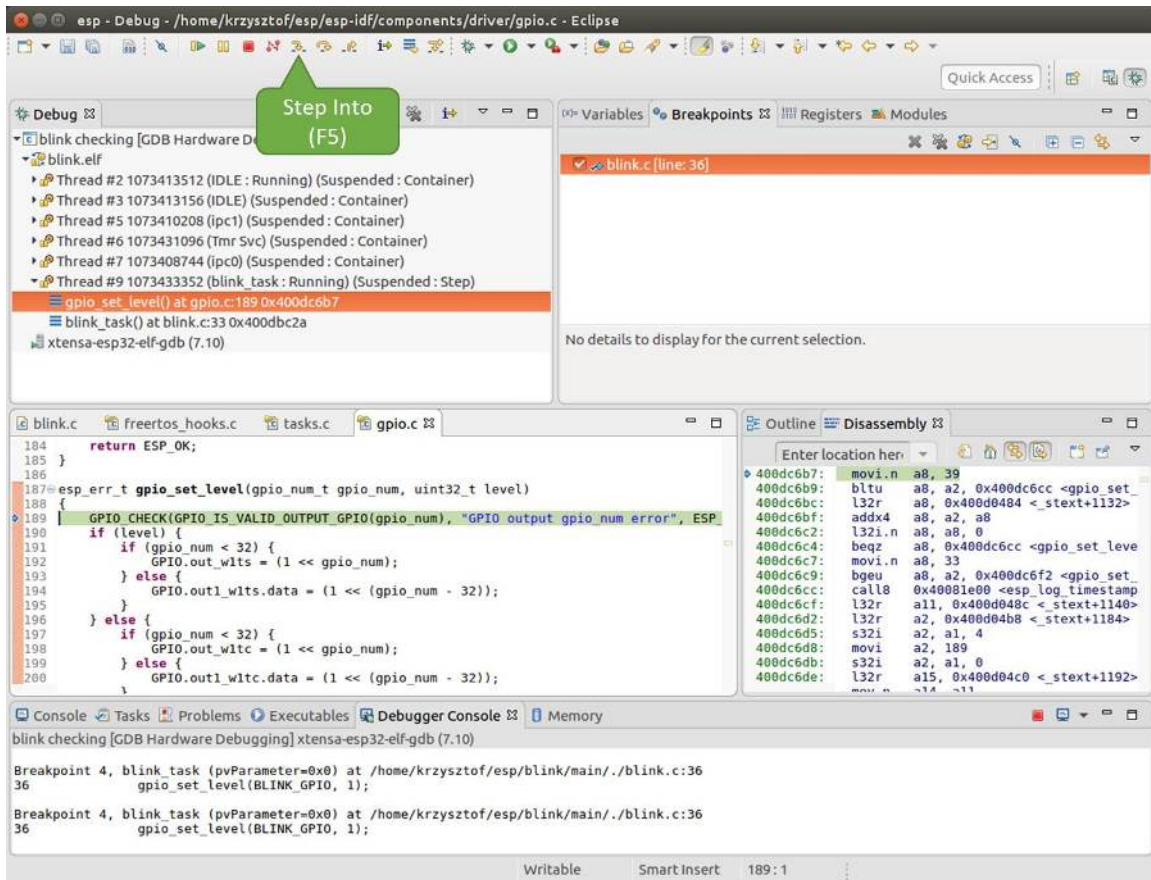 esp - Debug - /home/krzysztof/esp/esp-idf/components/driver/gpio.c - Eclipse
Quick Access
Step Into
(F5)
Debug
blink checking [GDB Hardware De
blink.elf
Thread #2 1073413512 (IDLE : Running) (Suspended : Container)
Thread #3 1073413156 (IDLE) (Suspended : Container)
Thread #5 1073410208 (ipc1) (Suspended : Container)
Thread #6 1073431096 (Tmr Svc) (Suspended : Container)
Thread #7 1073408744 (ipc0) (Suspended : Container)
Thread #9 1073433352 (blink_task : Running) (Suspended : Step)
gpio_set_level() at gpio.c:189 0x400dc6b7
blink_task() at blink.c:33 0x400dbc2a
xtensa-esp32-elf-gdb (7.10)
Variables Breakpoints Registers Modules
blink.c [line: 36]
No details to display for the current selection.
blink.c freertos_hooks.c tasks.c gpio.c
184 return ESP_OK;
185 }
186
187 esp_err_t gpio_set_level(gpio_num_t gpio_num, uint32_t level)
188 {
189 GPIO_CHECK(GPIO_IS_VALID_OUTPUT_GPIO(gpio_num), "GPIO output gpio_num error", ESP_
190 if (level) {
191 if (gpio_num < 32) {
192 GPIO.out_w1ts = (1 << gpio_num);
193 } else {
194 GPIO.out1_w1ts.data = (1 << (gpio_num - 32));
195 }
196 } else {
197 if (gpio_num < 32) {
198 GPIO.out_w1tc = (1 << gpio_num);
199 } else {
200 GPIO.out1_w1tc.data = (1 << (gpio_num - 32));
}
Outline Disassembly
Enter location her
400dc6b7: movi.n a8, 39
400dc6b9: bltu a8, a2, 0x400dc6cc <gpio_set_
400dc6bc: l32r a8, 0x400d0484 <_stext+1132>
400dc6bf: addx4 a8, a2, a8
400dc6c2: l32i.n a8, a8, 0
400dc6c4: beqz a8, 0x400dc6cc <gpio_set_leve
400dc6c7: movi.n a8, 33
400dc6c9: bgeu a8, a2, 0x400dc6f2 <gpio_set_
400dc6cc: call8 0x40081e00 <esp_log_timestamp
400dc6cf: l32r a11, 0x400d048c <_stext+1140>
400dc6d2: l32r a2, 0x400d04b8 <_stext+1184>
400dc6d5: s32i a2, a1, 4
400dc6d8: movi a2, 189
400dc6db: s32i a2, a1, 0
400dc6de: l32r a15, 0x400d04c0 <_stext+1192>
Console Tasks Problems Executables Debugger Console Memory
blink checking [GDB Hardware Debugging] xtensa-esp32-elf-gdb (7.10)
Breakpoint 4, blink_task (pvParameter=0x0) at /home/krzysztof/esp/blink/main/./blink.c:36
36 gpio_set_level(BLINK_GPIO, 1);
Breakpoint 4, blink_task (pvParameter=0x0) at /home/krzysztof/esp/blink/main/./blink.c:36
36 gpio_set_level(BLINK_GPIO, 1);
Writable Smart Insert 189 : 1